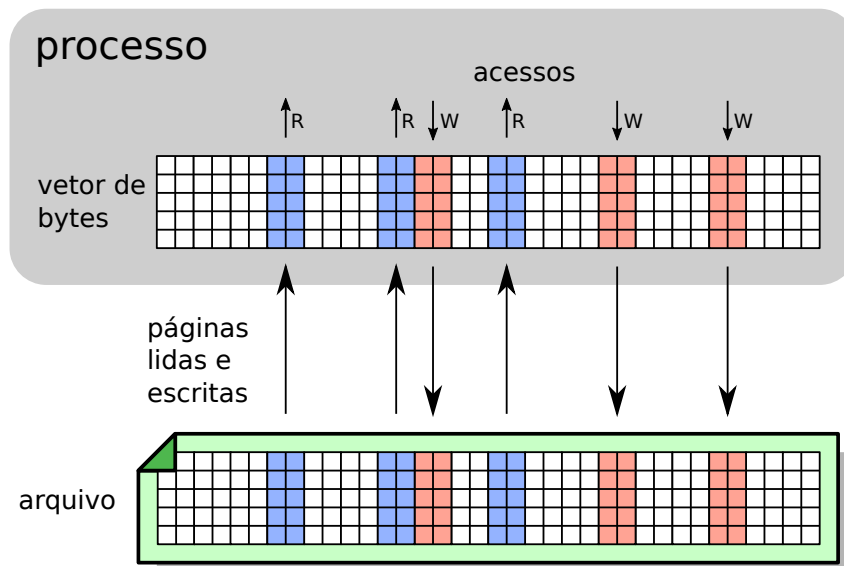 processo
acessos
R R W R W W
vetor de
bytes
páginas
lidas e
escritas
arquivo